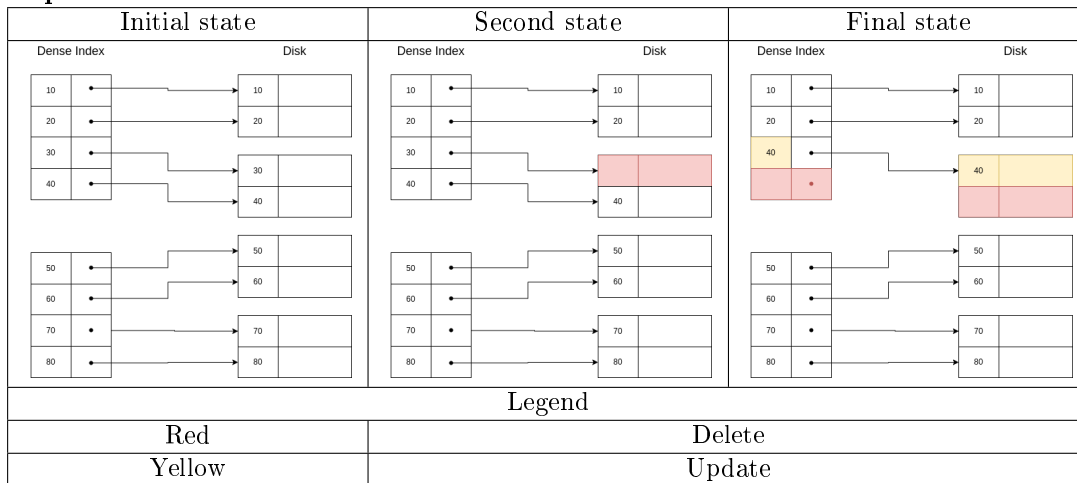 Initial state Second state Final state
Dense Index Disk Dense Index Disk Dense Index Disk
10 10 10 10 10 10
20 20 20 20 20 20
30 30 30 40 40
40 40 40 40
50 50 50 50 50 50
60 60 60 60 60 60
70 70 70 70 70 70
80 80 80 80 80 80
Legend
Red Delete
Yellow Update